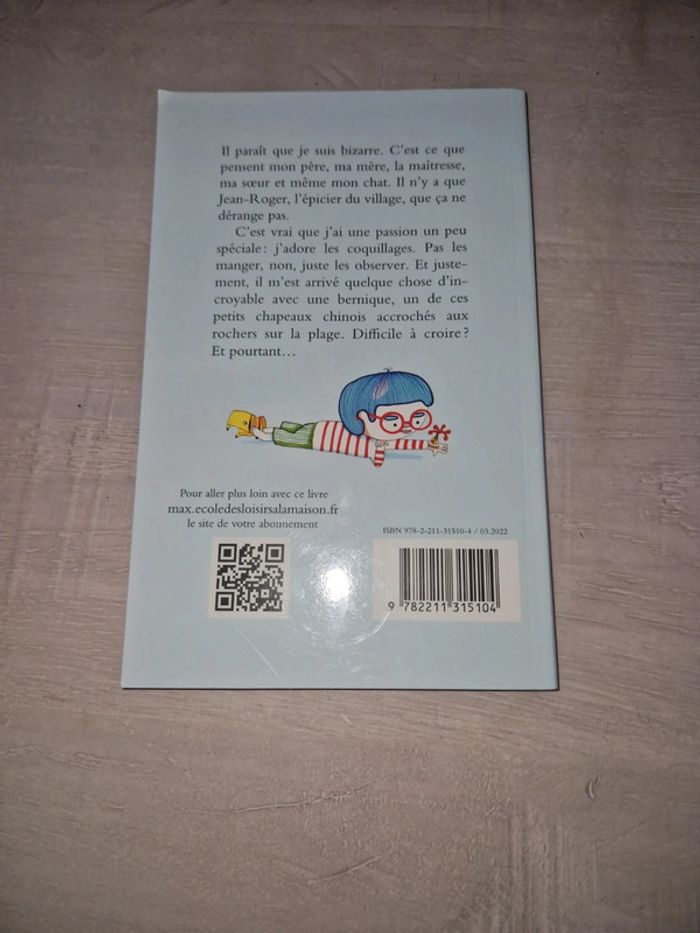 Il paraît que je suis bizarre. C'est ce que
pensent mon père, ma mère, la maîtresse,
ma sœur et même mon chat. Il n'y a que
Jean-Roger, l'épicier du village, que ça ne
dérange pas.
C'est vrai que j'ai une passion un peu
spéciale : j'adore les coquillages. Pas les
manger, non, juste les observer. Et juste-
ment, il m'est arrivé quelque chose d'in-
croyable avec une bernique, un de ces
petits chapeaux chinois accrochés aux
rochers sur la plage. Difficile à croire ?
Et pourtant…
Pour aller plus loin avec ce livre
max.ecoledesloisirsalamaison.fr
le site de votre abonnement
ISBN 978-2-211-31510-4 / 03.2022
9 782211 315104